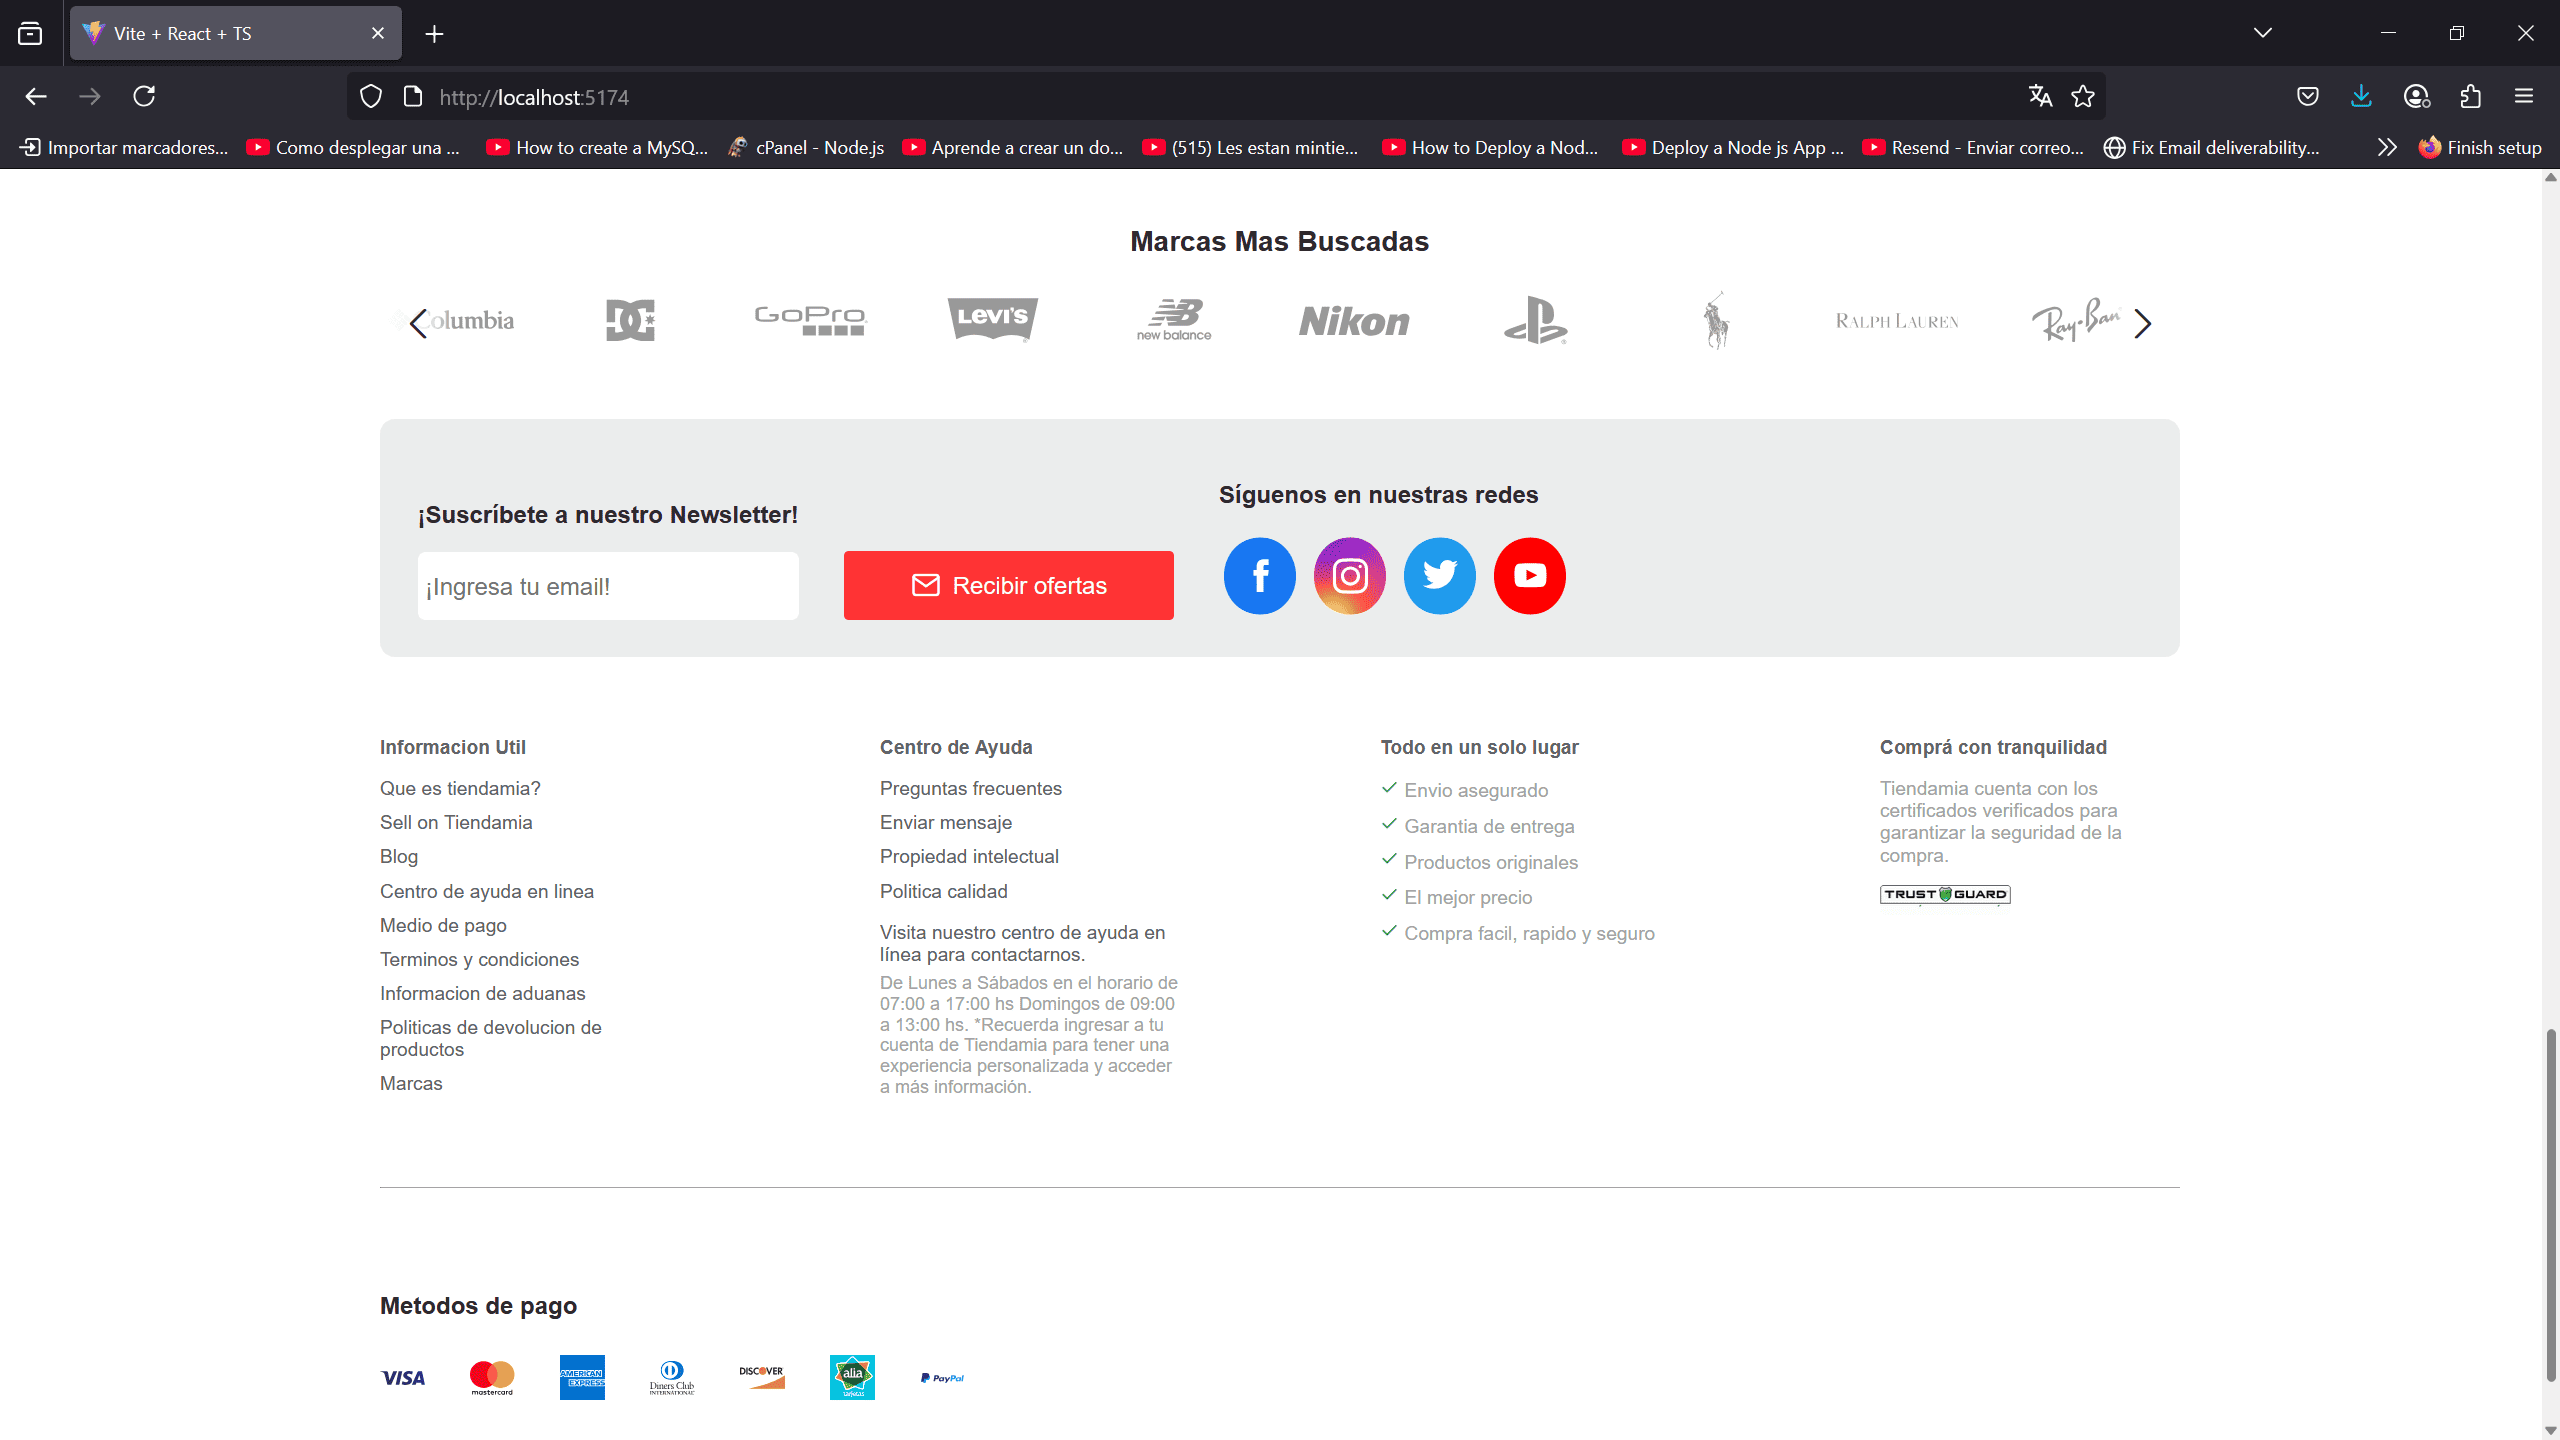 Vite + React + TS
http://localhost:5174
Importar marcadores...
Como desplegar una ...
How to create a MySQ...
cPanel - Node.js
Aprende a crear un do...
(515) Les estan mintie...
How to Deploy a Nod...
Deploy a Node js App ...
Resend - Enviar correo...
Fix Email deliverability...
Finish setup
Marcas Mas Buscadas
Columbia
DC
GoPro
LEVI'S
new balance
Nikon
RALPH LAUREN
Ray-Ban
¡Suscríbete a nuestro Newsletter!
¡Ingresa tu email!
Recibir ofertas
Síguenos en nuestras redes
Informacion Util
Que es tiendamia?
Sell on Tiendamia
Blog
Centro de ayuda en linea
Medio de pago
Terminos y condiciones
Informacion de aduanas
Politicas de devolucion de
productos
Marcas
Centro de Ayuda
Preguntas frecuentes
Enviar mensaje
Propiedad intelectual
Politica calidad
Visita nuestro centro de ayuda en
línea para contactarnos.
De Lunes a Sábados en el horario de
07:00 a 17:00 hs Domingos de 09:00
a 13:00 hs. *Recuerda ingresar a tu
cuenta de Tiendamia para tener una
experiencia personalizada y acceder
a más información.
Todo en un solo lugar
Envio asegurado
Garantia de entrega
Productos originales
El mejor precio
Compra facil, rapido y seguro
Comprá con tranquilidad
Tiendamia cuenta con los
certificados verificados para
garantizar la seguridad de la
compra.
TRUST GUARD
Metodos de pago
VISA
mastercard
AMERICAN
EXPRESS
Diners Club
INTERNATIONAL
DISCOVER
alia
tarjetas
PayPal